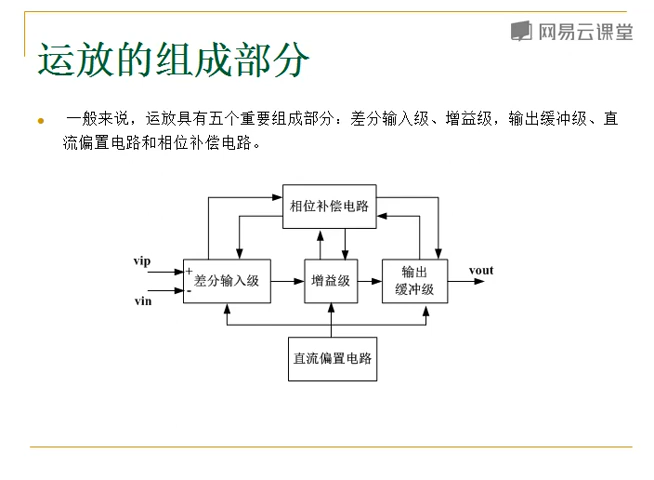 网易云课堂
运放的组成部分
一般来说，运放具有五个重要组成部分：差分输入级、增益级，输出缓冲级、直
流偏置电路和相位补偿电路。
相位补偿电路
vip
+
差分输入级
增益级
输出
缓冲级
vout
vin
-
直流偏置电路